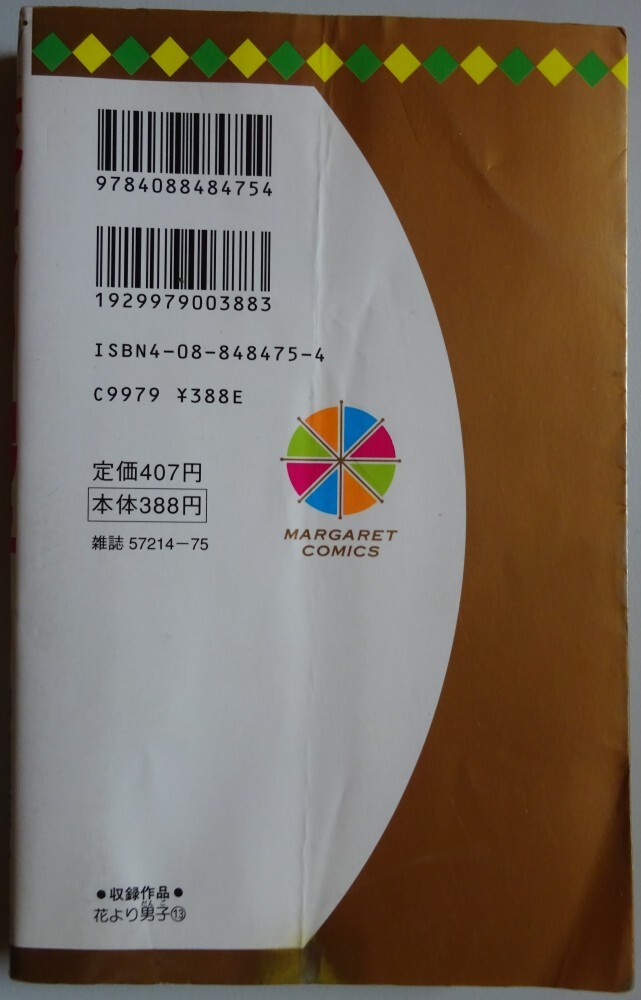 9784088484754
1929979003883
ISBN4-08-848475-4
C9979 ¥388E
定価407円
本体388円
雑誌 57214-75
MARGARET
COMICS
●収録作品●
花より男子⑬